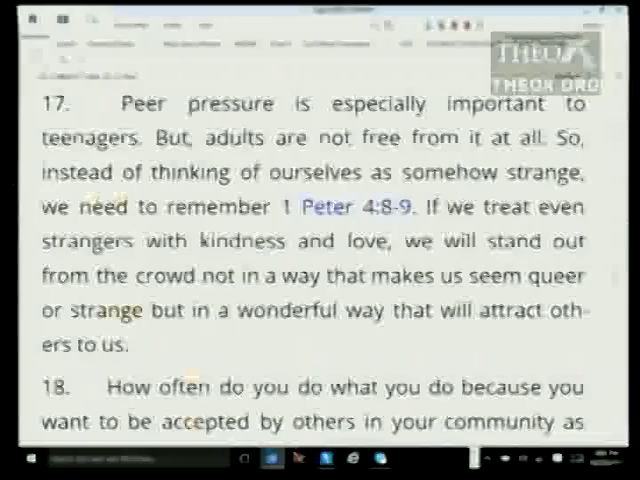 THEOX
THEOX.ORG
17. Peer pressure is especially important to
teenagers. But, adults are not free from it at all. So,
instead of thinking of ourselves as somehow strange,
we need to remember 1 Peter 4:8-9. If we treat even
strangers with kindness and love, we will stand out
from the crowd not in a way that makes us seem queer
or strange but in a wonderful way that will attract oth-
ers to us.
18. How often do you do what you do because you
want to be accepted by others in your community as